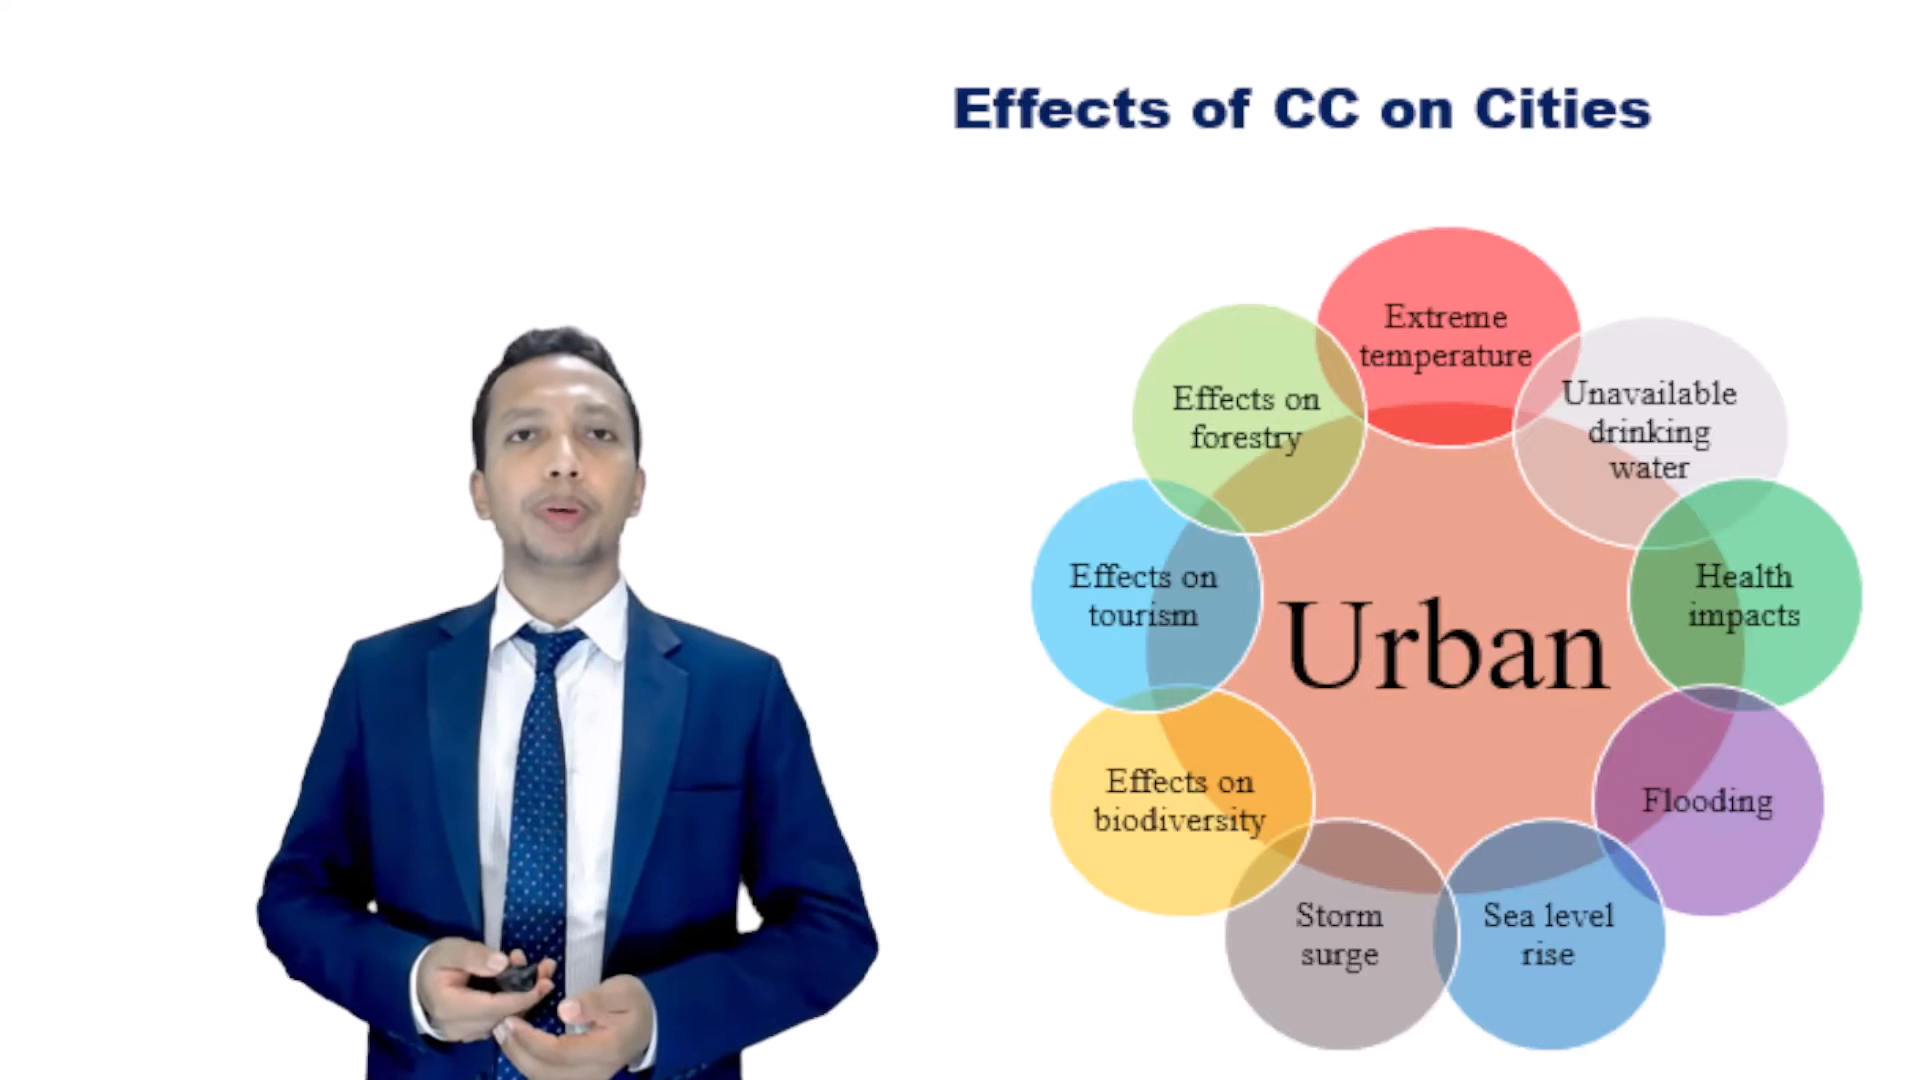 Effects of CC on Cities
Extreme
temperature
Unavailable
drinking
water
Health
impacts
Flooding
Sea level
rise
Storm
surge
Effects on
biodiversity
Effects on
tourism
Effects on
forestry
Urban